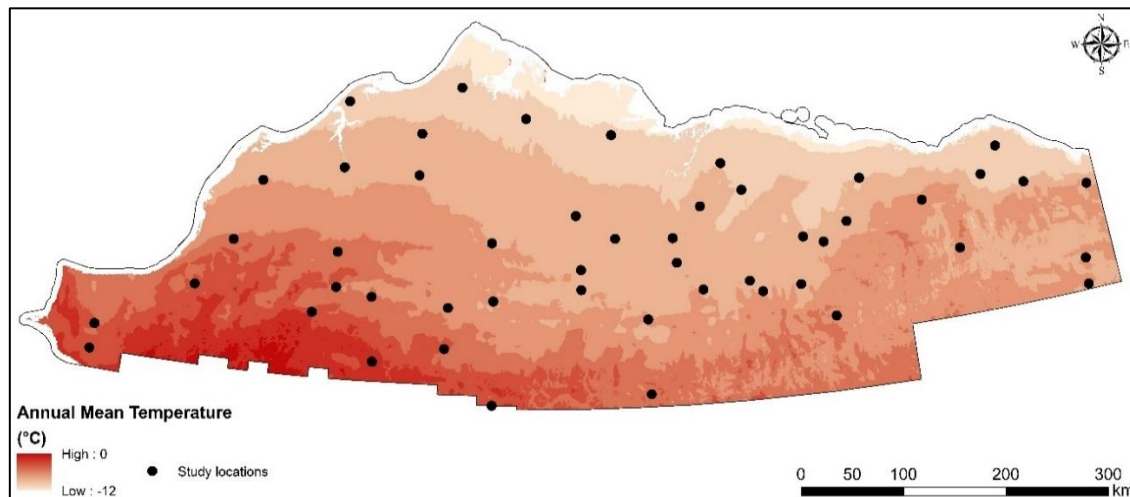 N
W E
S
Annual Mean Temperature
(°C)
High : 0
Low : -12
Study locations
0 50 100 200 300
km